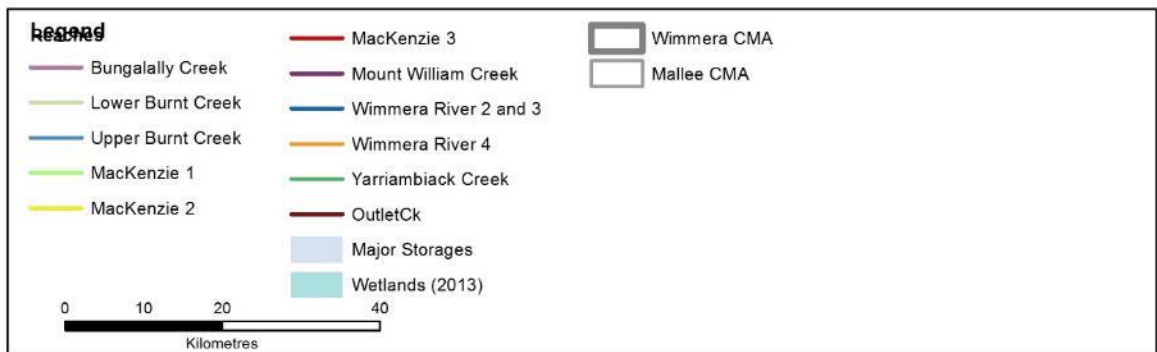 Legend
Reaches
Bungalally Creek
Lower Burnt Creek
Upper Burnt Creek
MacKenzie 1
MacKenzie 2
MacKenzie 3
Mount William Creek
Wimmera River 2 and 3
Wimmera River 4
Yarriambiack Creek
OutletCk
Major Storages
Wetlands (2013)
Wimmera CMA
Mallee CMA
0 10 20 40
Kilometres